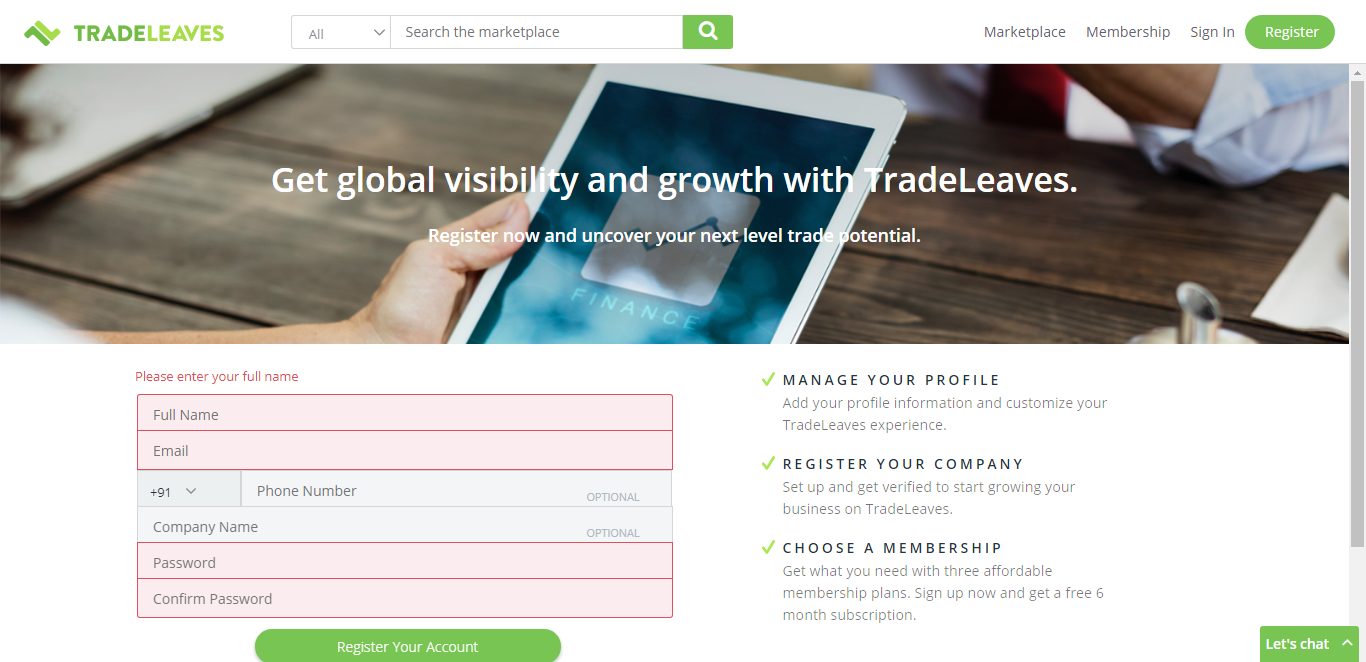 TRADELEAVES
All
Search the marketplace
Marketplace
Membership
Sign In
Register
Get global visibility and growth with TradeLeaves.
Register now and uncover your next level trade potential.
FINANCE
Please enter your full name
Full Name
Email
+91
Phone Number
OPTIONAL
Company Name
OPTIONAL
Password
Confirm Password
Register Your Account
MANAGE YOUR PROFILE
Add your profile information and customize your
TradeLeaves experience.
REGISTER YOUR COMPANY
Set up and get verified to start growing your
business on TradeLeaves.
CHOOSE A MEMBERSHIP
Get what you need with three affordable
membership plans. Sign up now and get a free 6
month subscription.
Let's chat